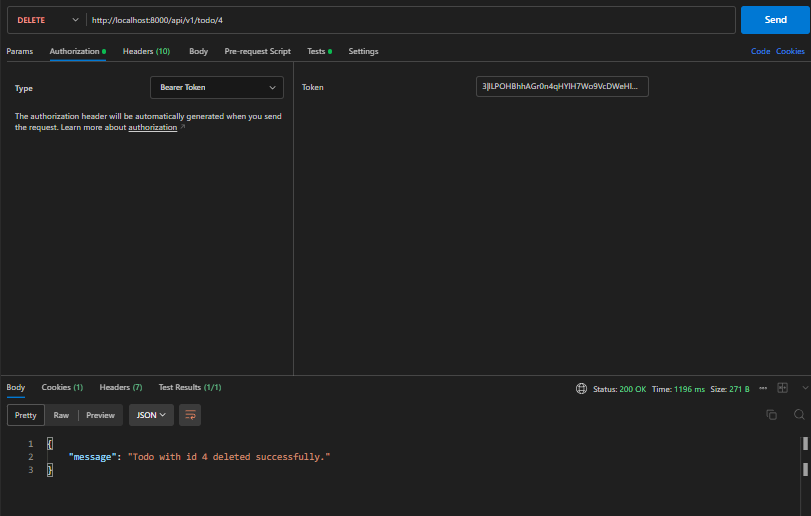 DELETE http://localhost:8000/api/v1/todo/4 Send
Params Authorization Headers (10) Body Pre-request Script Tests Settings Code Cookies
Type Bearer Token Token
The authorization header will be automatically generated when you send
the request. Learn more about authorization
Body Cookies (1) Headers (7) Test Results (1/1) Status: 200 OK Time: 1196 ms Size: 271 B
Pretty Raw Preview JSON
1 {
2 "message": "Todo with id 4 deleted successfully."
3 }